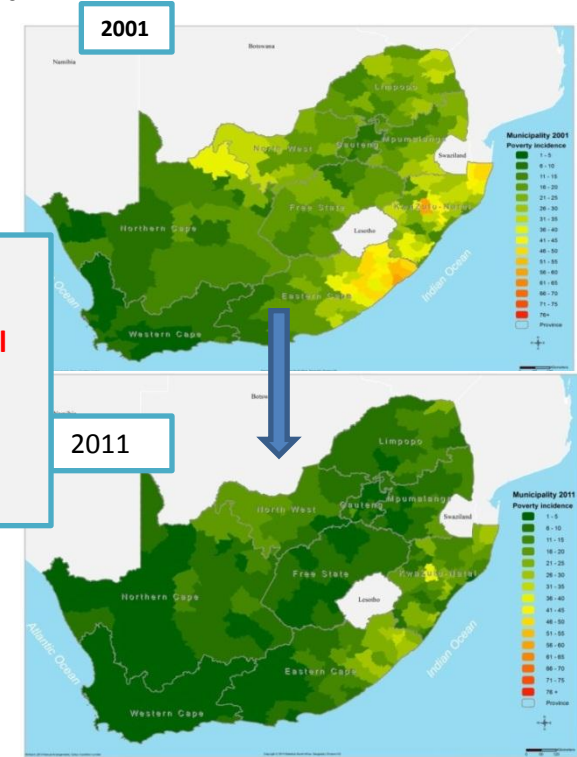 2001
Botswana
Namibia
Limpopo
North West
Gauteng
Mpumalanga
Swaziland
Free State
KwaZulu-Natal
Northern Cape
Lesotho
Eastern Cape
Western Cape
Ocean
Indian Ocean
Municipality 2001
Poverty incidence
1 - 5
6 - 10
11 - 15
16 - 20
21 - 25
26 - 30
31 - 35
36 - 40
41 - 45
46 - 50
51 - 55
56 - 60
61 - 65
66 - 70
71 - 75
76+
Province
l
2011
Botsw
Limpopo
North West
Gauteng
Mpumalanga
Swaziland
Free State
KwaZulu-Natal
Northern Cape
Lesotho
Eastern Cape
Western Cape
Atlantic Ocean
Indian Ocean
Municipality 2011
Poverty incidence
1 - 5
6 - 10
11 - 15
16 - 20
21 - 25
26 - 30
31 - 35
36 - 40
41 - 45
46 - 50
51 - 55
56 - 60
61 - 65
66 - 70
71 - 75
76 +
Province